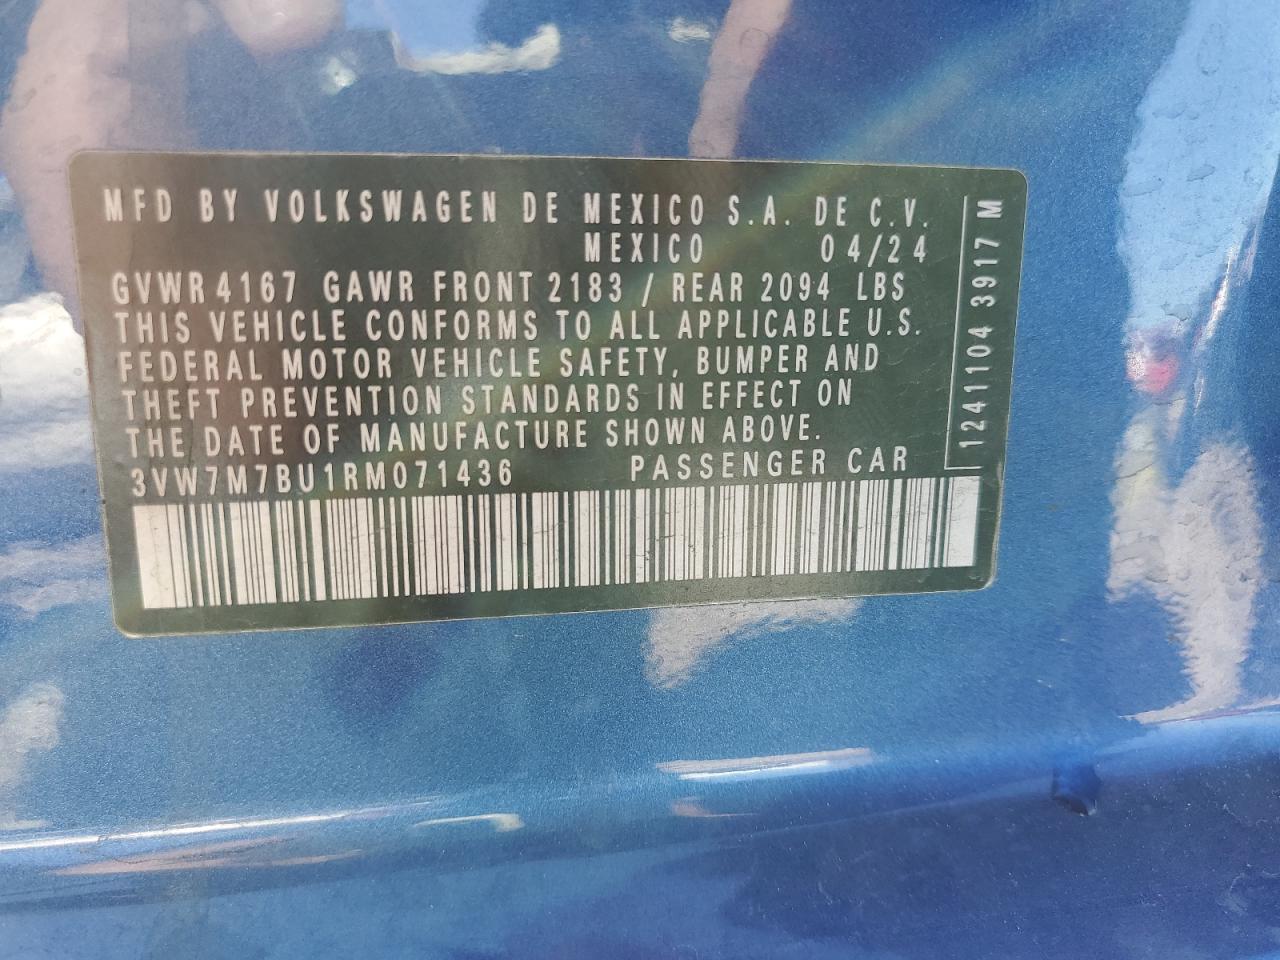 MFD BY VOLKSWAGEN DE MEXICO S.A. DE C.V.
MEXICO 04/24
GVWR 4167 GAWR FRONT 2183 / REAR 2094 LBS
THIS VEHICLE CONFORMS TO ALL APPLICABLE U.S.
FEDERAL MOTOR VEHICLE SAFETY, BUMPER AND
THEFT PREVENTION STANDARDS IN EFFECT ON
THE DATE OF MANUFACTURE SHOWN ABOVE.
3VW7M7BU1RM071436 PASSENGER CAR
1241104 3917 M